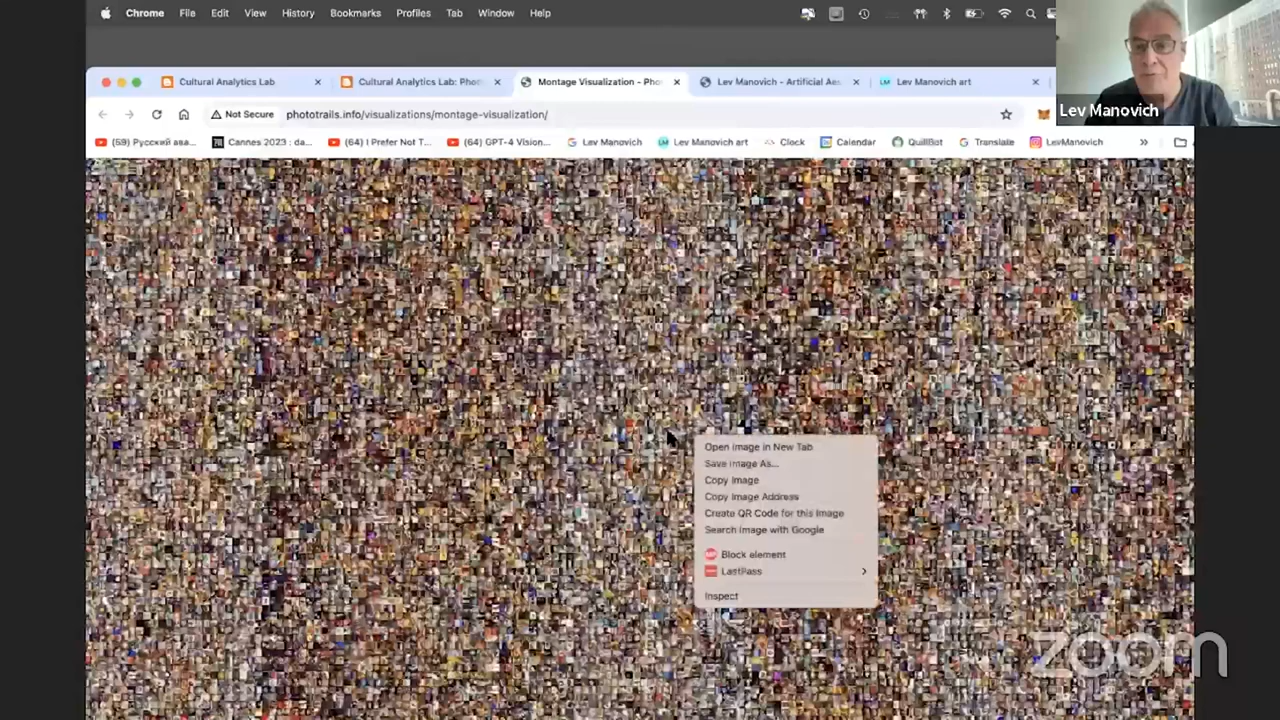 Chrome File Edit View History Bookmarks Profiles Tab Window Help
Cultural Analytics Lab
Cultural Analytics Lab: Pho
Montage Visualization - Pho
Lev Manovich - Artificial Aes
LM Lev Manovich art
Lev Manovich
Not Secure phototrails.info/visualizations/montage-visualization/
(59) Русский ава...
Cannes 2023 : da...
(64) I Prefer Not T...
(64) GPT-4 Vision...
Lev Manovich
LM Lev Manovich art
Clock
Calendar
QuillBot
Translate
LevManovich
Open Image in New Tab
Save Image As...
Copy Image
Copy Image Address
Create QR Code for this Image
Search Image with Google
Block element
LastPass
Inspect
zoom